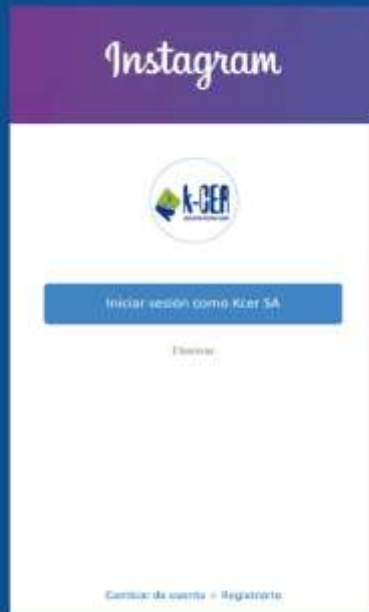 Instagram
k-CER
Iniciar sesión como Kcer SA
Eliminar
Cambiar de cuenta o Registrarte